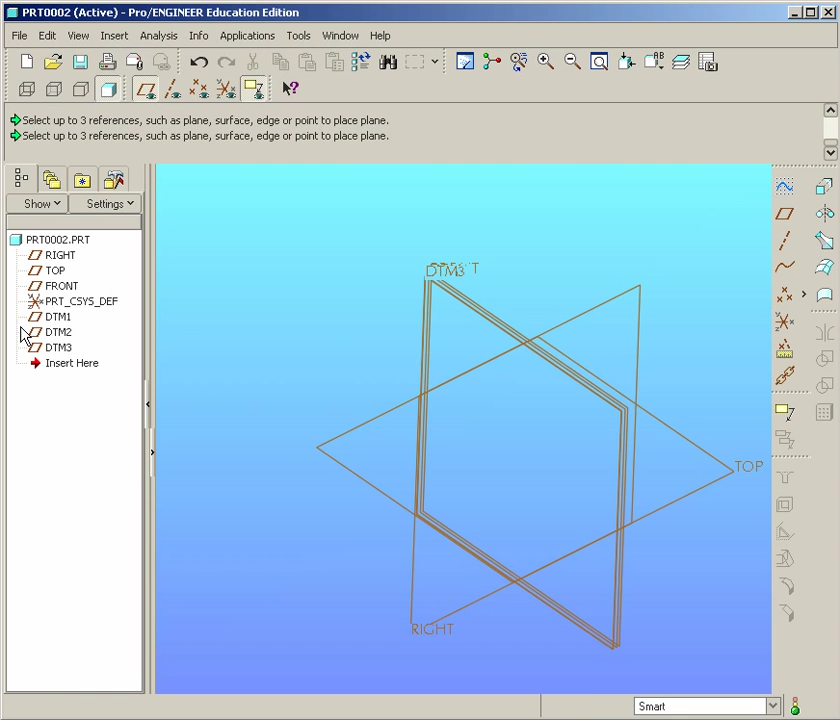 PRT0002 (Active) - Pro/ENGINEER Education Edition
File Edit View Insert Analysis Info Applications Tools Window Help
Select up to 3 references, such as plane, surface, edge or point to place plane.
Select up to 3 references, such as plane, surface, edge or point to place plane.
Show Settings
PRT0002.PRT
RIGHT
TOP
FRONT
PRT_CSYS_DEF
DTM1
DTM2
DTM3
Insert Here
DTM3
TOP
RIGHT
Smart